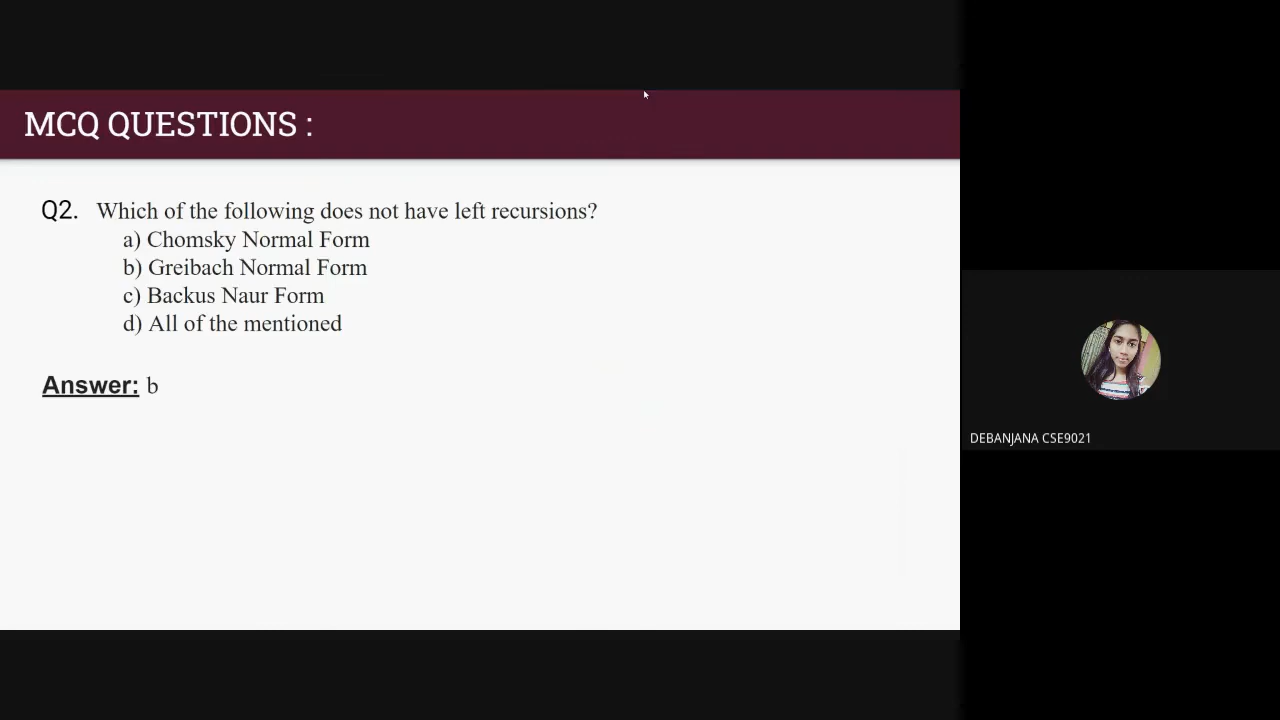 MCQ QUESTIONS :
Q2. Which of the following does not have left recursions?
a) Chomsky Normal Form
b) Greibach Normal Form
c) Backus Naur Form
d) All of the mentioned
Answer: b
DEBANJANA CSE9021